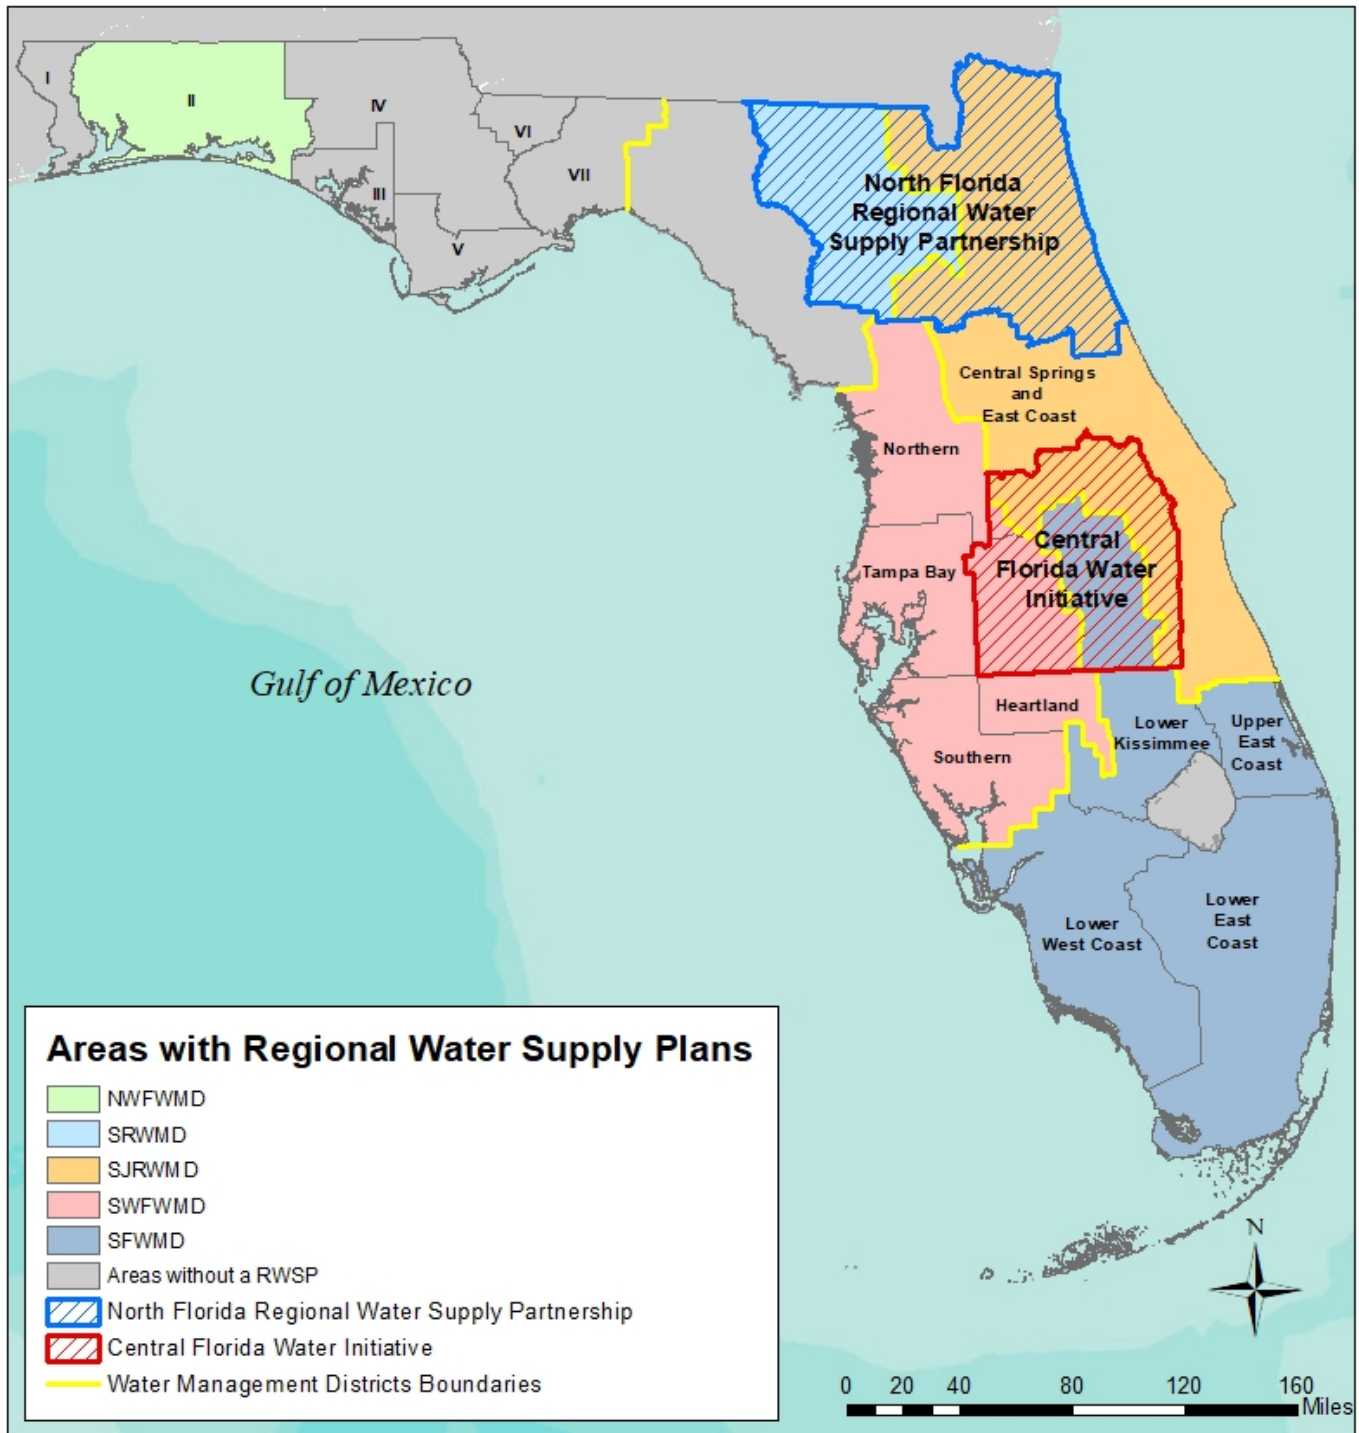 I
II
IV
VI
VII
III
V
North Florida
Regional Water
Supply Partnership
Central Springs
and
East Coast
Northern
Central
Florida Water
Initiative
Tampa Bay
Gulf of Mexico
Heartland
Lower
Kissimmee
Upper
East
Coast
Southern
Lower
West Coast
Lower
East
Coast
Areas with Regional Water Supply Plans
NWFWMD
SRWMD
SJRWMD
SWFWMD
SFWMD
Areas without a RWSP
North Florida Regional Water Supply Partnership
Central Florida Water Initiative
Water Management Districts Boundaries
N
0 20 40 80 120 160
Miles